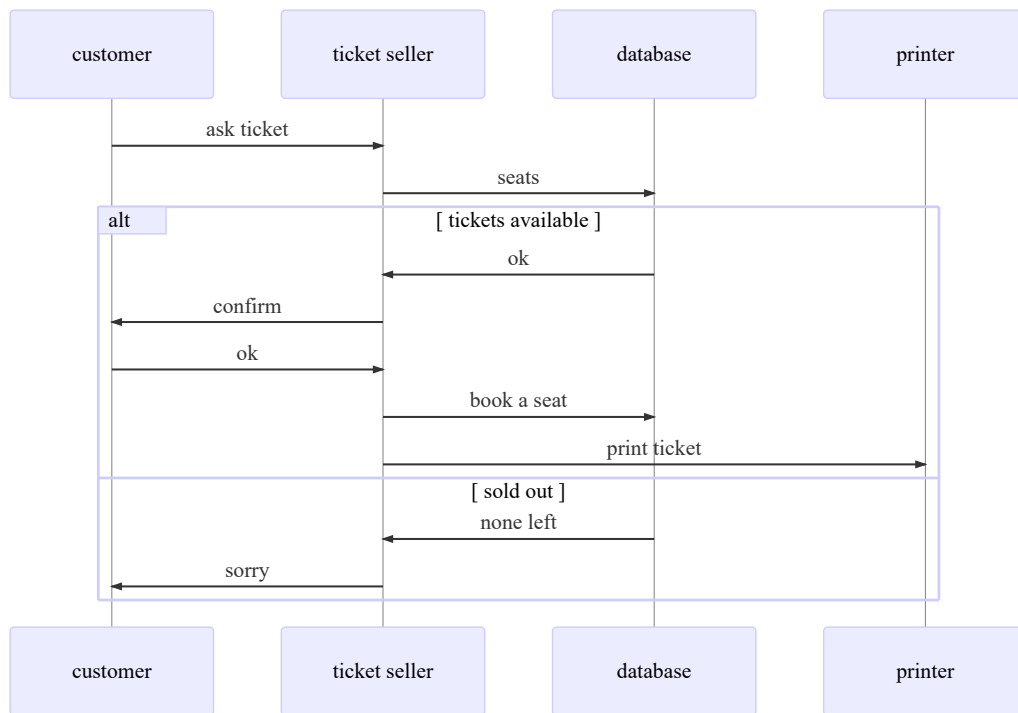 customer
ticket seller
database
printer
ask ticket
seats
alt
[ tickets available ]
ok
confirm
ok
book a seat
print ticket
[ sold out ]
none left
sorry
customer
ticket seller
database
printer